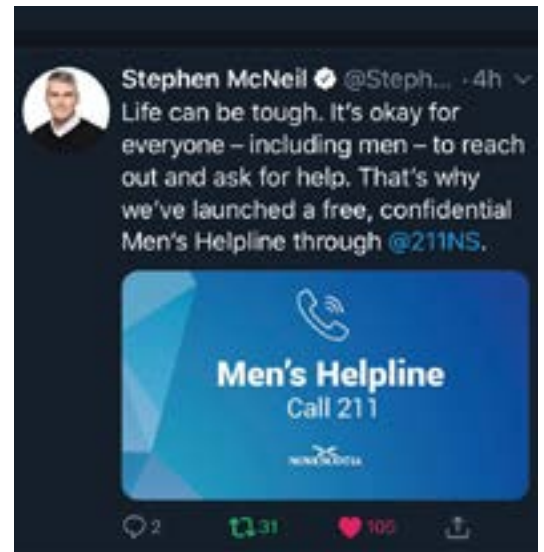 Stephen McNeil @Steph... · 4h
Life can be tough. It's okay for
everyone – including men – to reach
out and ask for help. That's why
we've launched a free, confidential
Men's Helpline through @211NS.
Men's Helpline
Call 211
NOVA SCOTIA
2 31 105